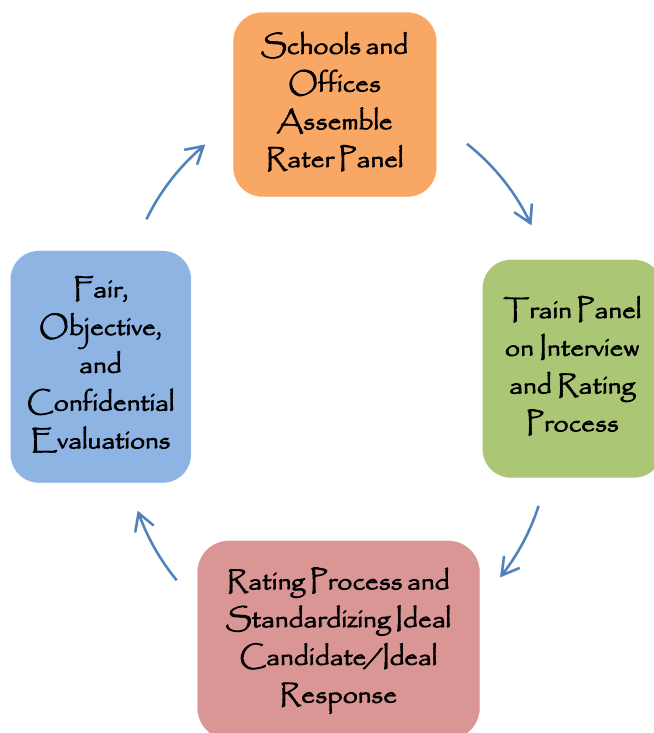 Schools and
Offices
Assemble
Rater Panel
Train Panel
on Interview
and Rating
Process
Rating Process and
Standardizing Ideal
Candidate/Ideal
Response
Fair,
Objective,
and
Confidential
Evaluations